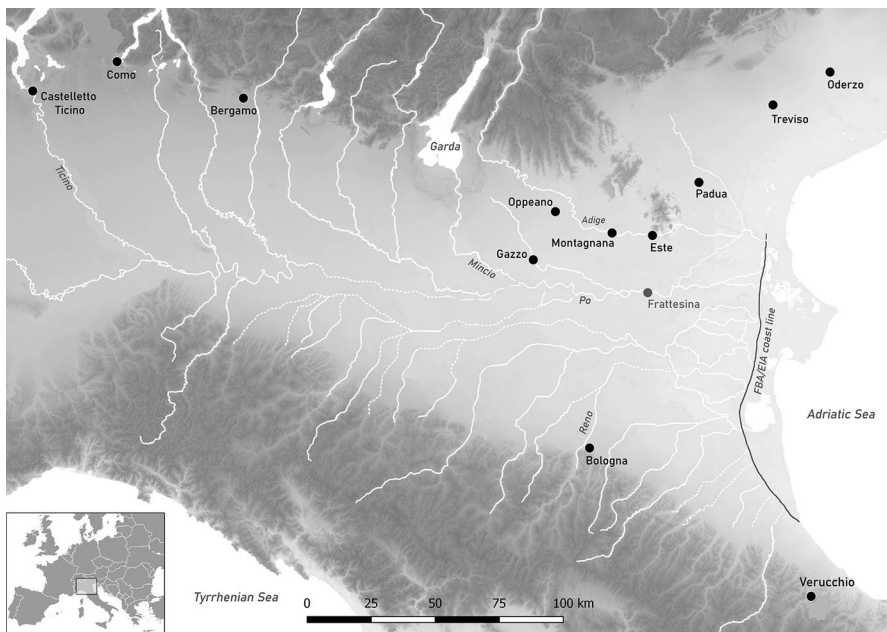 Como
Castelletto
Ticino
Bergamo
Oderzo
Treviso
Garda
Ticino
Padua
Oppeano
Adige
Montagnana
Este
Gazzo
Mincio
Po
Frattesina
FBA/EIA coast line
Adriatic Sea
Reno
Bologna
Verucchio
Tyrrhenian Sea
0 25 50 75 100 km